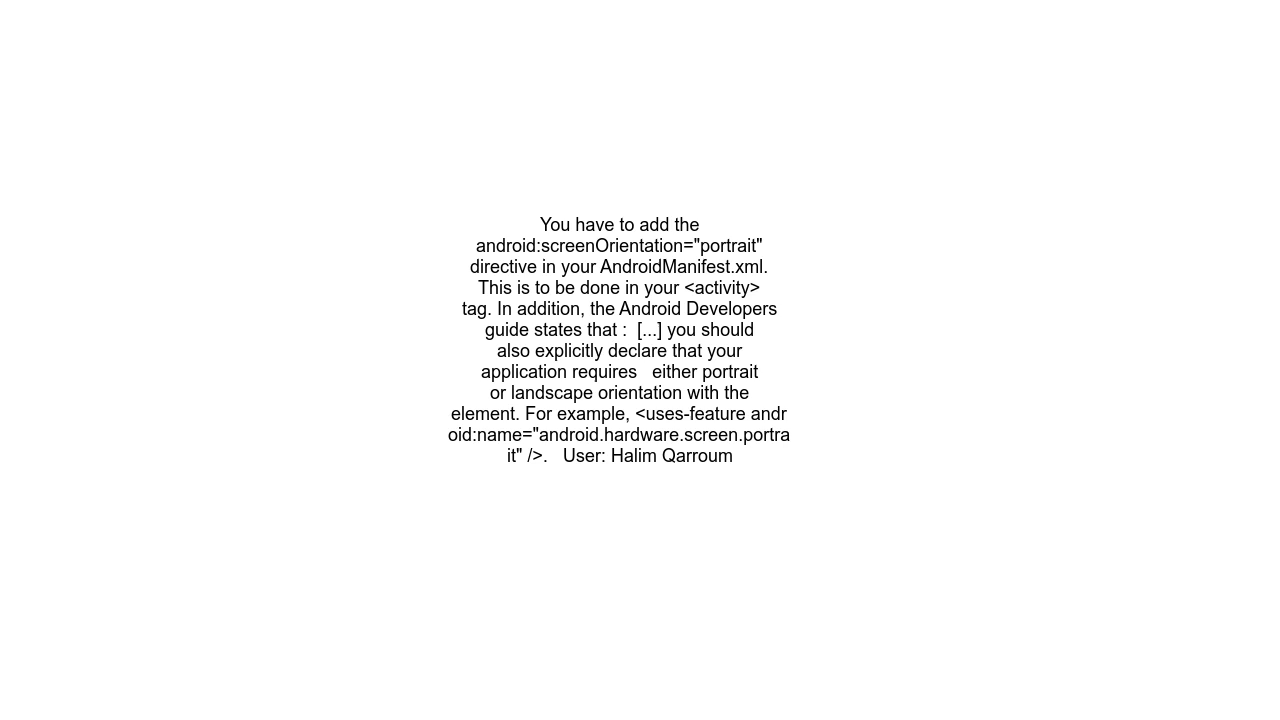 You have to add the
android:screenOrientation="portrait"
directive in your AndroidManifest.xml.
This is to be done in your <activity>
tag. In addition, the Android Developers
guide states that :  [...] you should
also explicitly declare that your
application requires   either portrait
or landscape orientation with the
element. For example, <uses-feature andr
oid:name="android.hardware.screen.portra
it" />.   User: Halim Qarroum